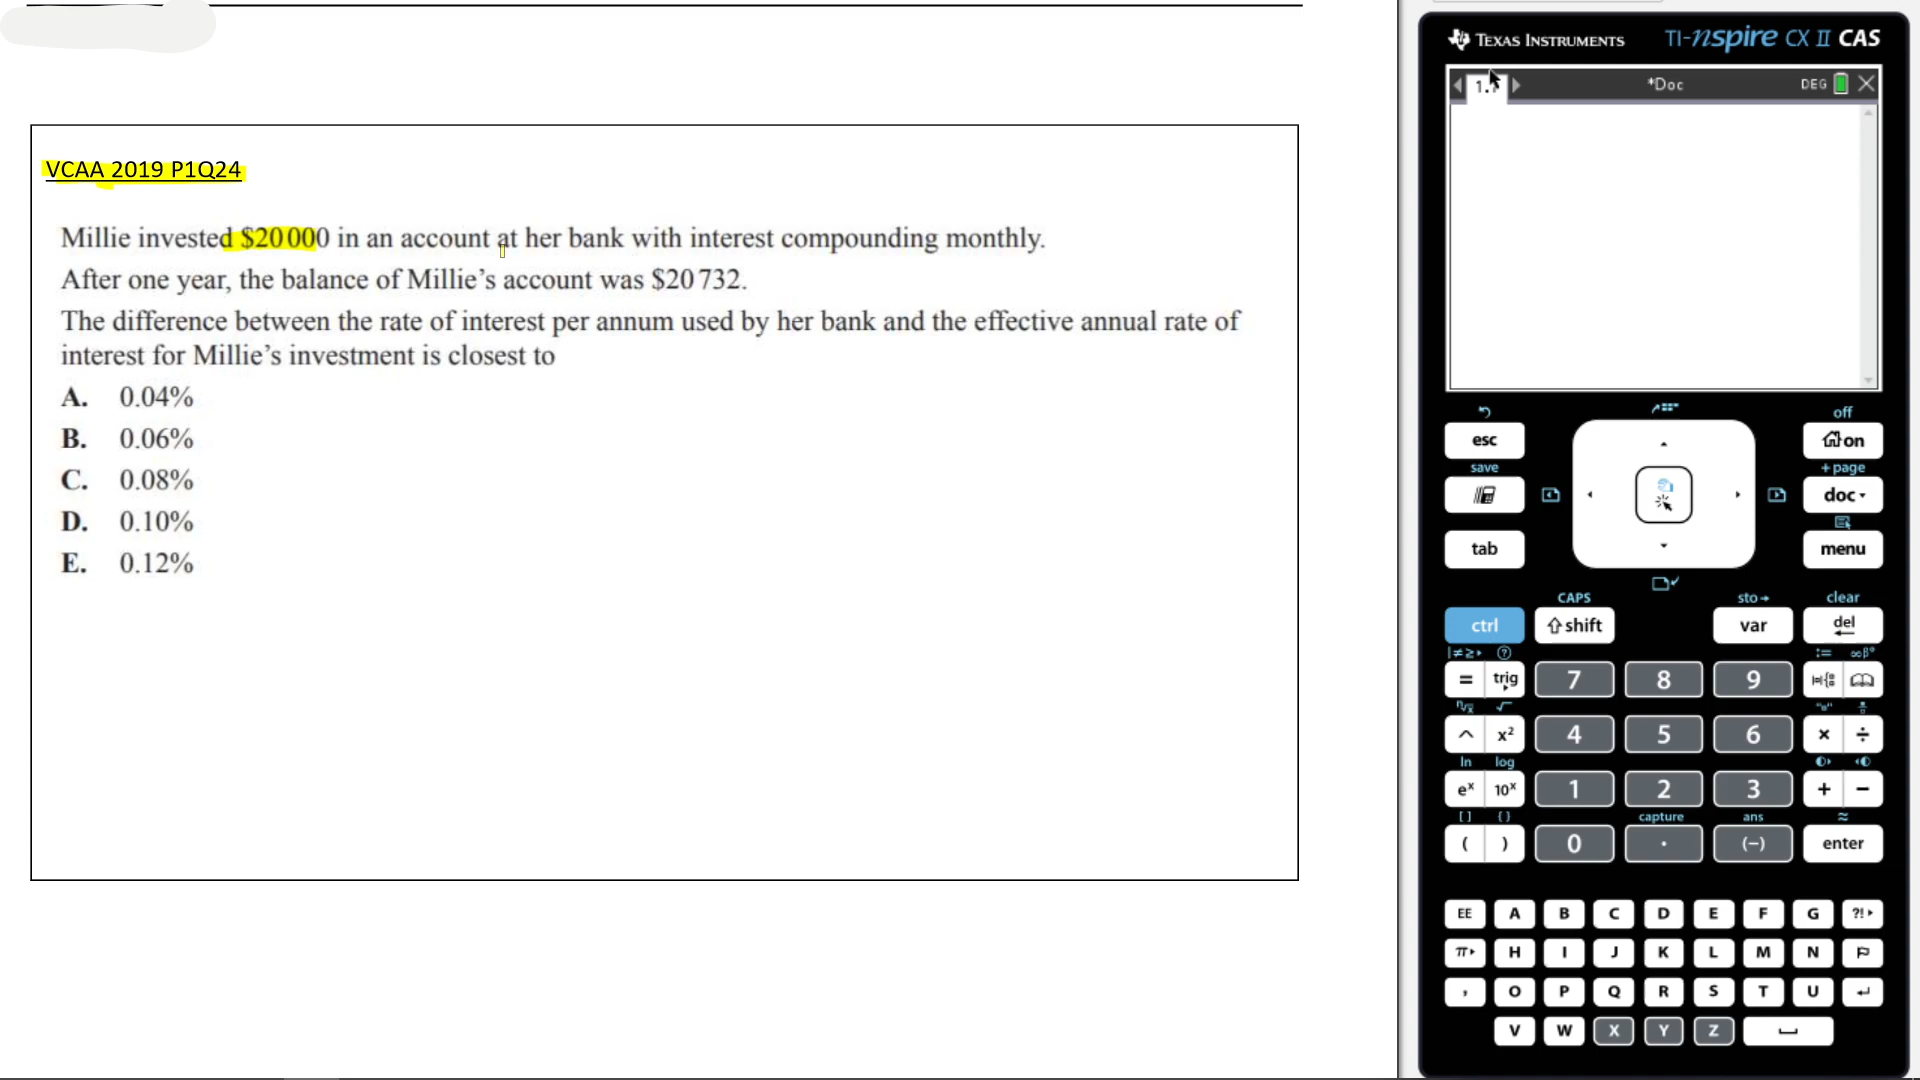 TEXAS INSTRUMENTS TI-nspire CX II CAS
*Doc DEG
VCAA 2019 P1Q24
Millie invested $20 000 in an account at her bank with interest compounding monthly.
After one year, the balance of Millie’s account was $20 732.
The difference between the rate of interest per annum used by her bank and the effective annual rate of
interest for Millie’s investment is closest to
A. 0.04%
B. 0.06%
C. 0.08%
D. 0.10%
E. 0.12%
off
esc on
save + page
doc
tab menu
CAPS sto clear
ctrl shift var del
= trig 7 8 9
^ x² 4 5 6 × ÷
ln log
eˣ 10ˣ 1 2 3 + −
[ ] { } capture ans ≈
( ) 0 . (−) enter
EE A B C D E F G ?!
π H I J K L M N
, O P Q R S T U
V W X Y Z